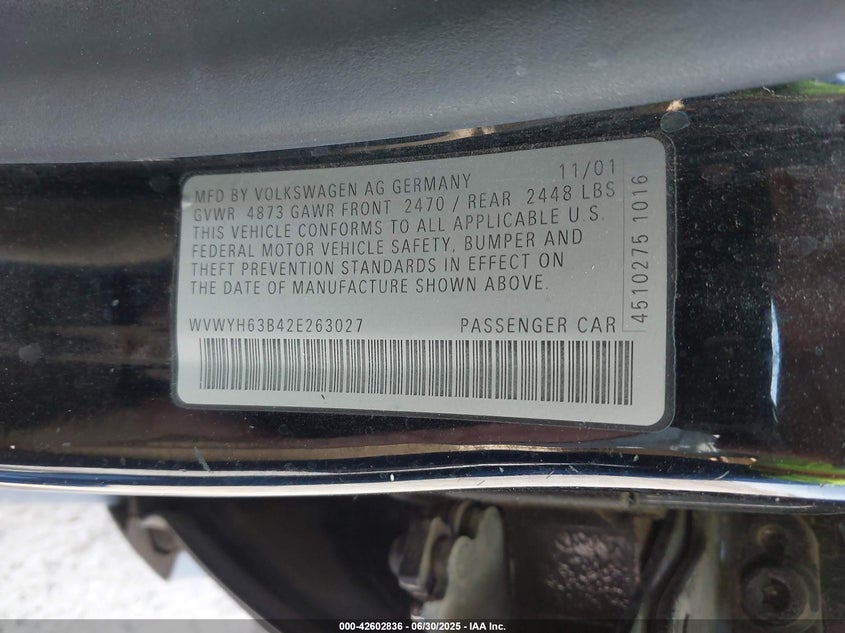 MFD BY VOLKSWAGEN AG GERMANY 11/01
GVWR 4873 GAWR FRONT 2470 / REAR 2448 LBS
THIS VEHICLE CONFORMS TO ALL APPLICABLE U.S.
FEDERAL MOTOR VEHICLE SAFETY, BUMPER AND
THEFT PREVENTION STANDARDS IN EFFECT ON
THE DATE OF MANUFACTURE SHOWN ABOVE.
WVWYH63B42E263027 PASSENGER CAR
4510275 1016
000-42602836 - 06/30/2025 - IAA Inc.